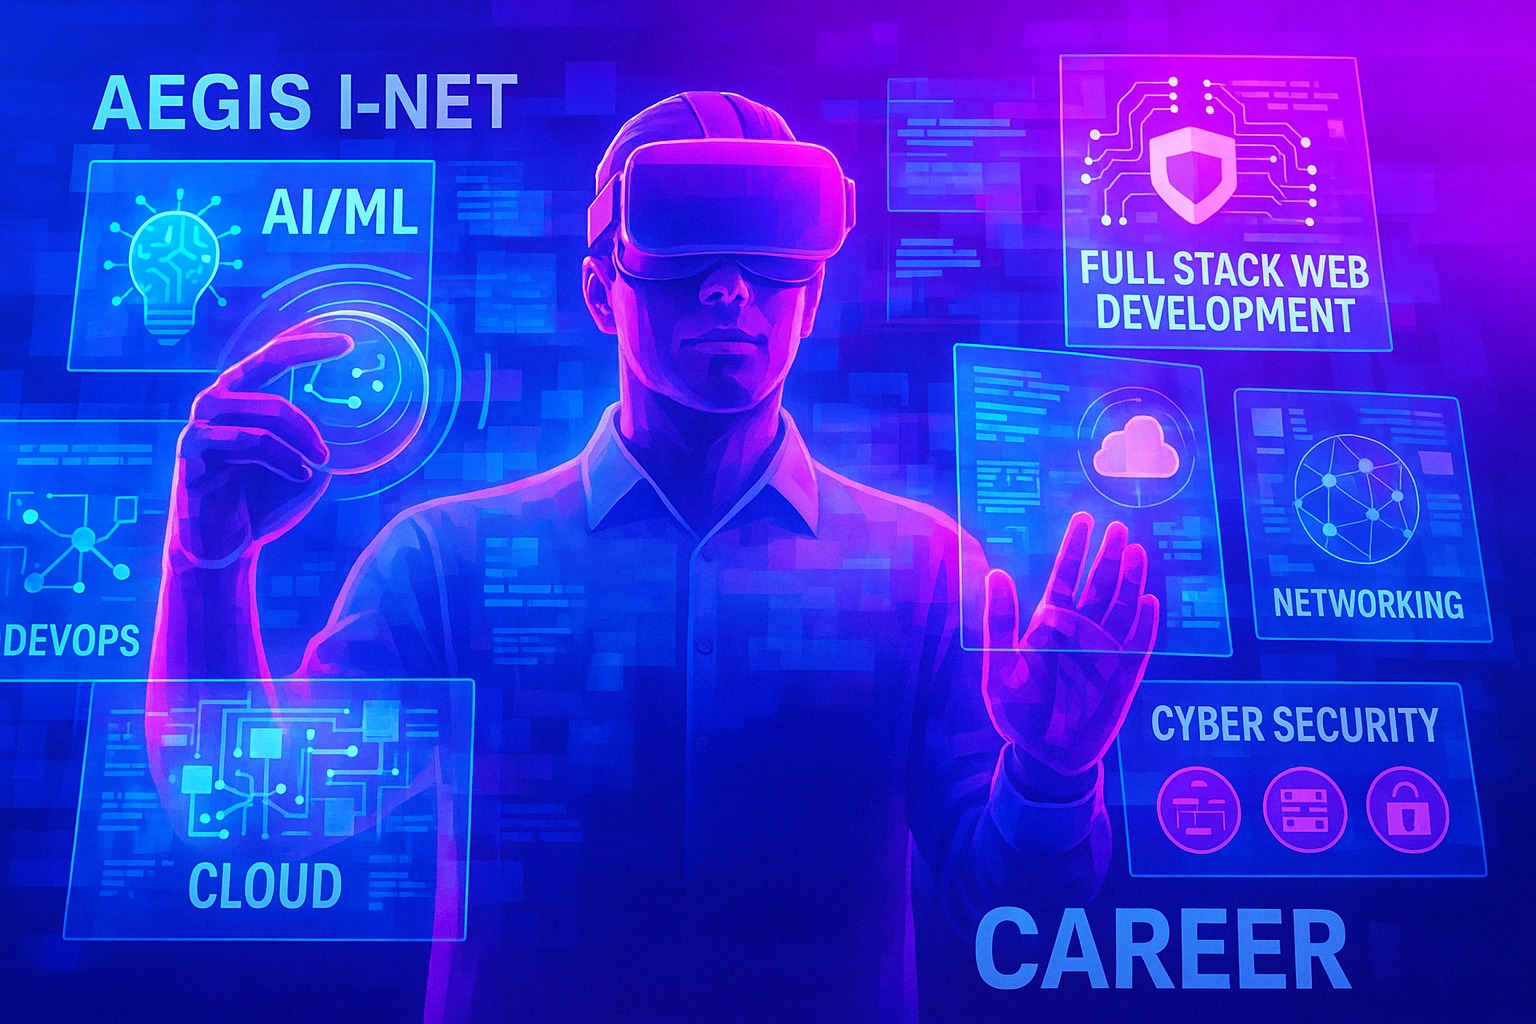 AEGIS I-NET
AI/ML
FULL STACK WEB
DEVELOPMENT
DEVOPS
NETWORKING
CYBER SECURITY
CLOUD
CAREER